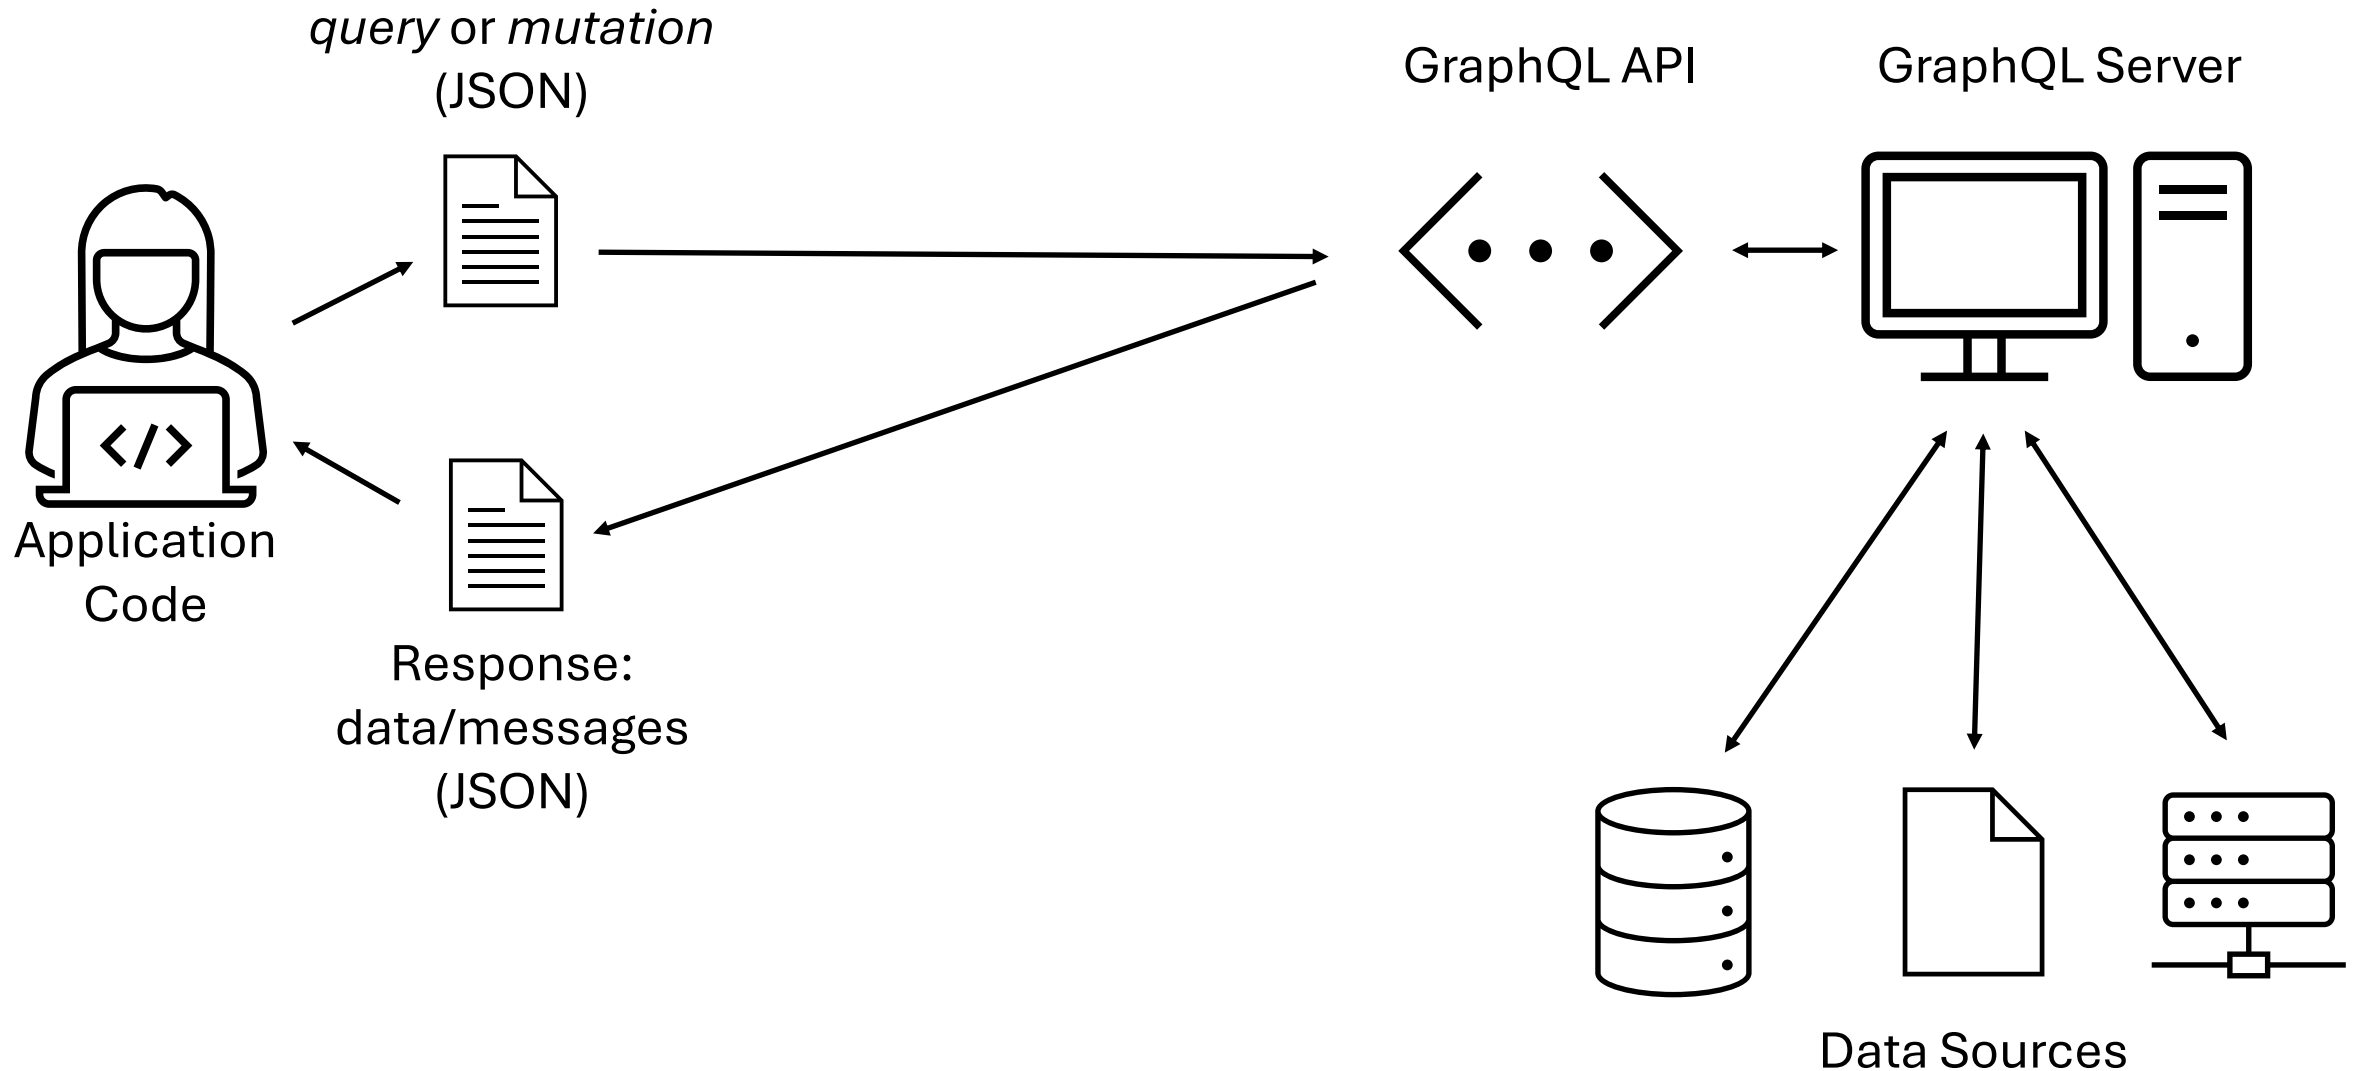 query or mutation
(JSON)
GraphQL API
GraphQL Server
</>
Application
Code
Response:
data/messages
(JSON)
Data Sources